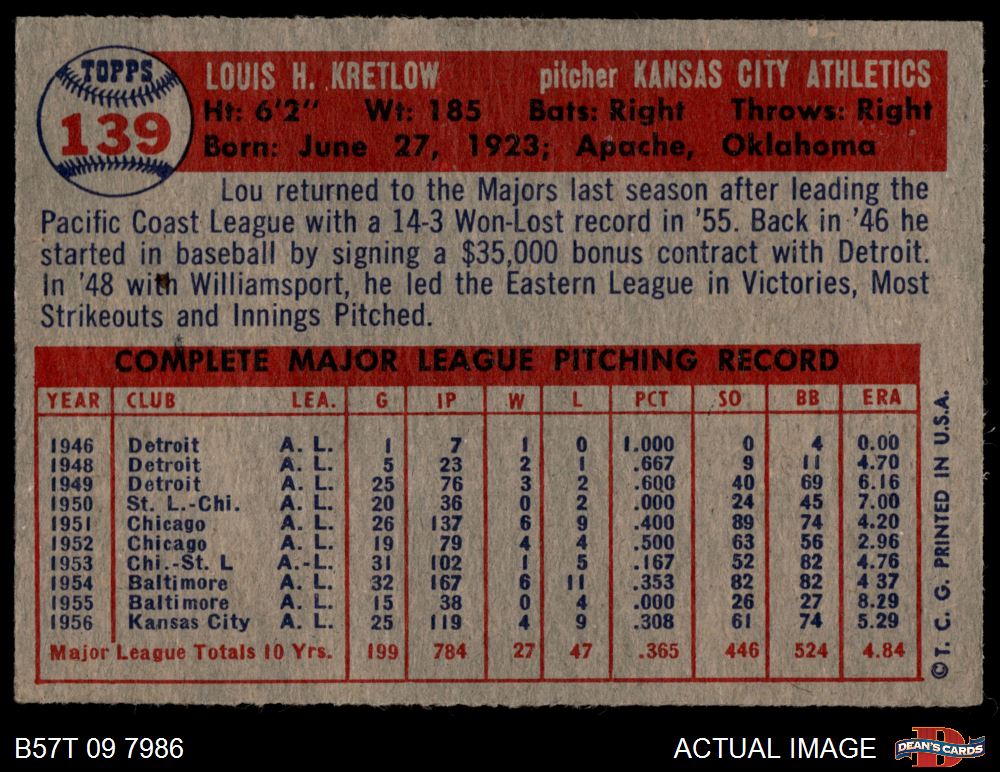 TOPPS
139
LOUIS H. KRETLOW pitcher KANSAS CITY ATHLETICS
Ht: 6'2" Wt: 185 Bats: Right Throws: Right
Born: June 27, 1923; Apache, Oklahoma
Lou returned to the Majors last season after leading the
Pacific Coast League with a 14-3 Won-Lost record in '55. Back in '46 he
started in baseball by signing a $35,000 bonus contract with Detroit.
In '48 with Williamsport, he led the Eastern League in Victories, Most
Strikeouts and Innings Pitched.
COMPLETE MAJOR LEAGUE PITCHING RECORD
YEAR CLUB LEA. G IP W L PCT SO BB ERA
1946 Detroit A. L. 1 7 1 0 1.000 0 4 0.00
1948 Detroit A. L. 5 23 2 1 .667 9 11 4.70
1949 Detroit A. L. 25 76 3 2 .600 40 69 6.16
1950 St. L.-Chi. A. L. 20 36 0 2 .000 24 45 7.00
1951 Chicago A. L. 26 137 6 9 .400 89 74 4.20
1952 Chicago A. L. 19 79 4 4 .500 63 56 2.96
1953 Chi.-St. L A.-L. 31 102 1 5 .167 52 82 4.76
1954 Baltimore A. L. 32 167 6 11 .353 82 82 4 37
1955 Baltimore A. L. 15 38 0 4 .000 26 27 8.29
1956 Kansas City A. L. 25 119 4 9 .308 61 74 5.29
Major League Totals 10 Yrs. 199 784 27 47 .365 446 524 4.84
© T. C. G. PRINTED IN U.S.A.
B57T 09 7986 ACTUAL IMAGE
DEAN'S CARDS